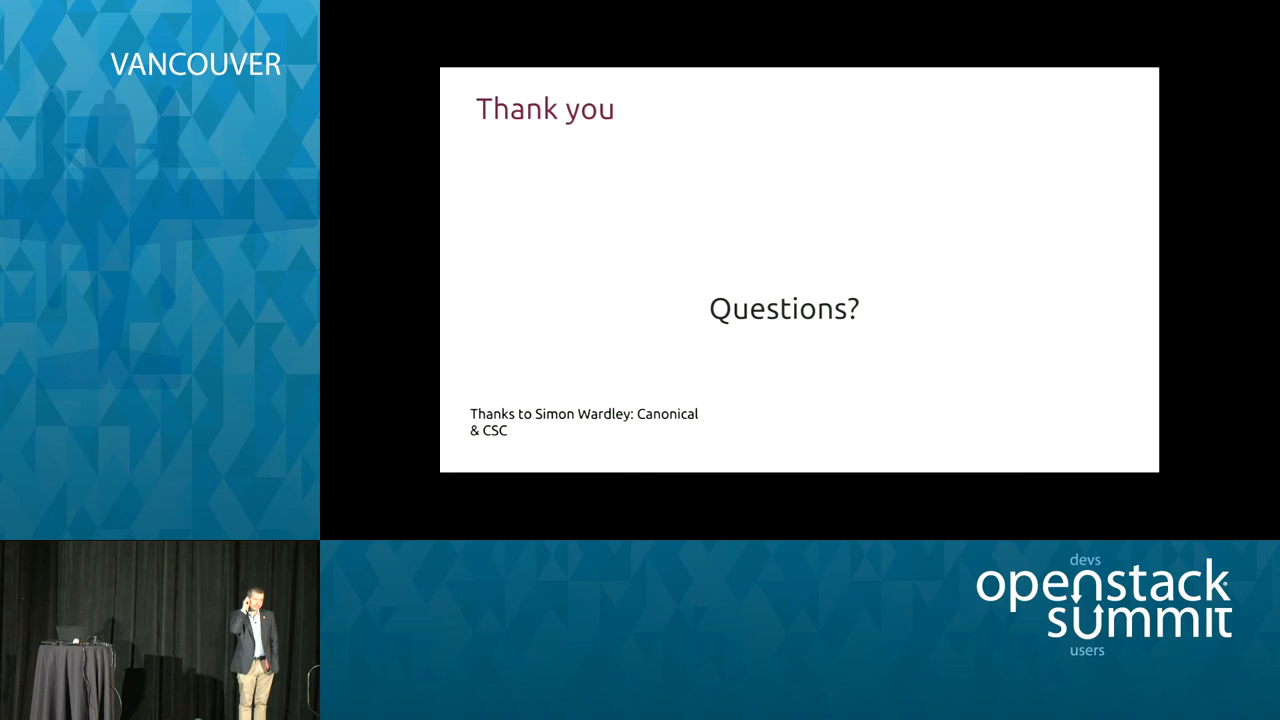 VANCOUVER
Thank you
Questions?
Thanks to Simon Wardley: Canonical
& CSC
devs
openstack
summit
users